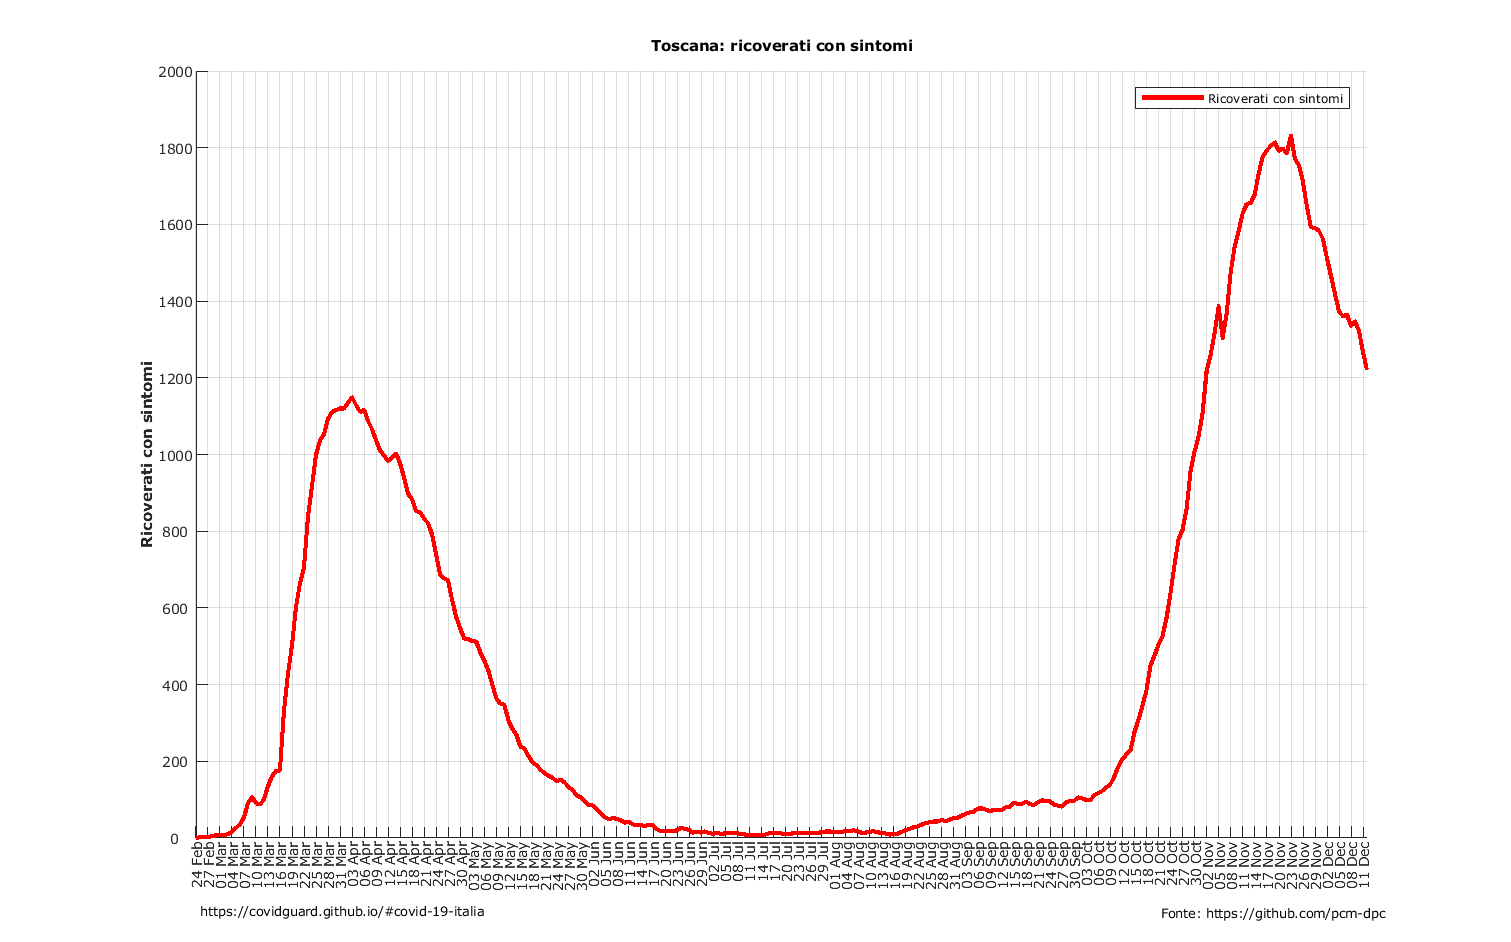 Toscana: ricoverati con sintomi
Ricoverati con sintomi
Ricoverati con sintomi
2000
1800
1600
1400
1200
1000
800
600
400
200
0
24 Feb
27 Feb
01 Mar
04 Mar
07 Mar
10 Mar
13 Mar
16 Mar
19 Mar
22 Mar
25 Mar
28 Mar
31 Mar
03 Apr
06 Apr
09 Apr
12 Apr
15 Apr
18 Apr
21 Apr
24 Apr
27 Apr
30 Apr
03 May
06 May
09 May
12 May
15 May
18 May
21 May
24 May
27 May
30 May
02 Jun
05 Jun
08 Jun
11 Jun
14 Jun
17 Jun
20 Jun
23 Jun
26 Jun
29 Jun
02 Jul
05 Jul
08 Jul
11 Jul
14 Jul
17 Jul
20 Jul
23 Jul
26 Jul
29 Jul
01 Aug
04 Aug
07 Aug
10 Aug
13 Aug
16 Aug
19 Aug
22 Aug
25 Aug
28 Aug
31 Aug
03 Sep
06 Sep
09 Sep
12 Sep
15 Sep
18 Sep
21 Sep
24 Sep
27 Sep
30 Sep
03 Oct
06 Oct
09 Oct
12 Oct
15 Oct
18 Oct
21 Oct
24 Oct
27 Oct
30 Oct
02 Nov
05 Nov
08 Nov
11 Nov
14 Nov
17 Nov
20 Nov
23 Nov
26 Nov
29 Nov
02 Dec
05 Dec
08 Dec
11 Dec
https://covidguard.github.io/#covid-19-italia
Fonte: https://github.com/pcm-dpc